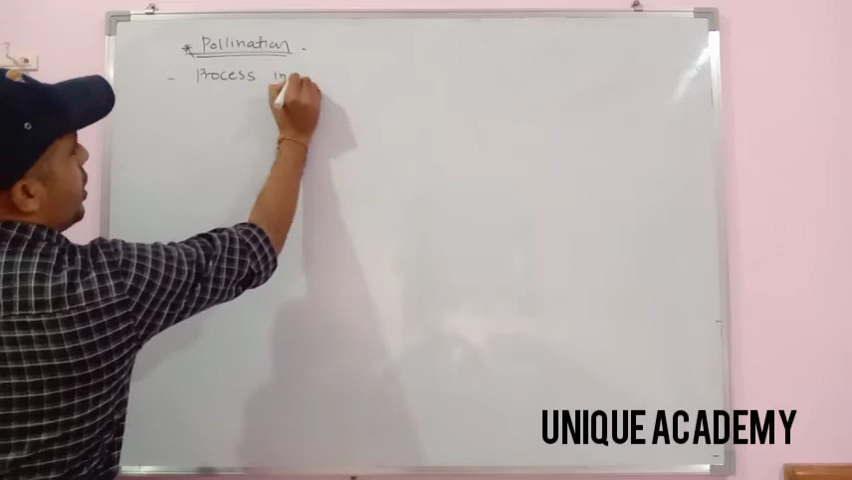 * Pollination .
- Process in
UNIQUE ACADEMY